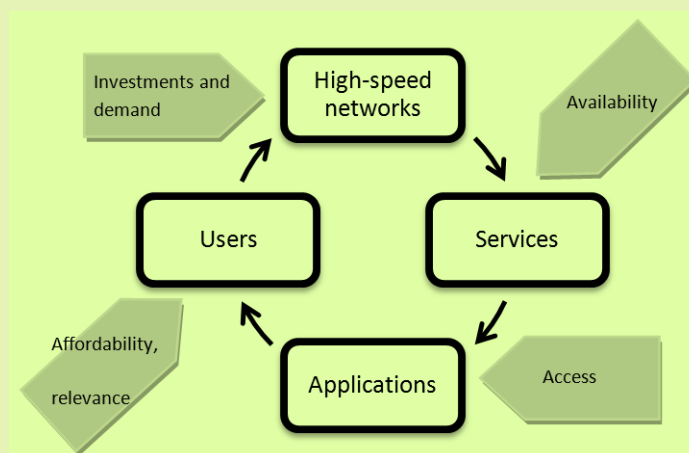 Investments and
demand
High-speed
networks
Availability
Users
Services
Affordability,
relevance
Applications
Access